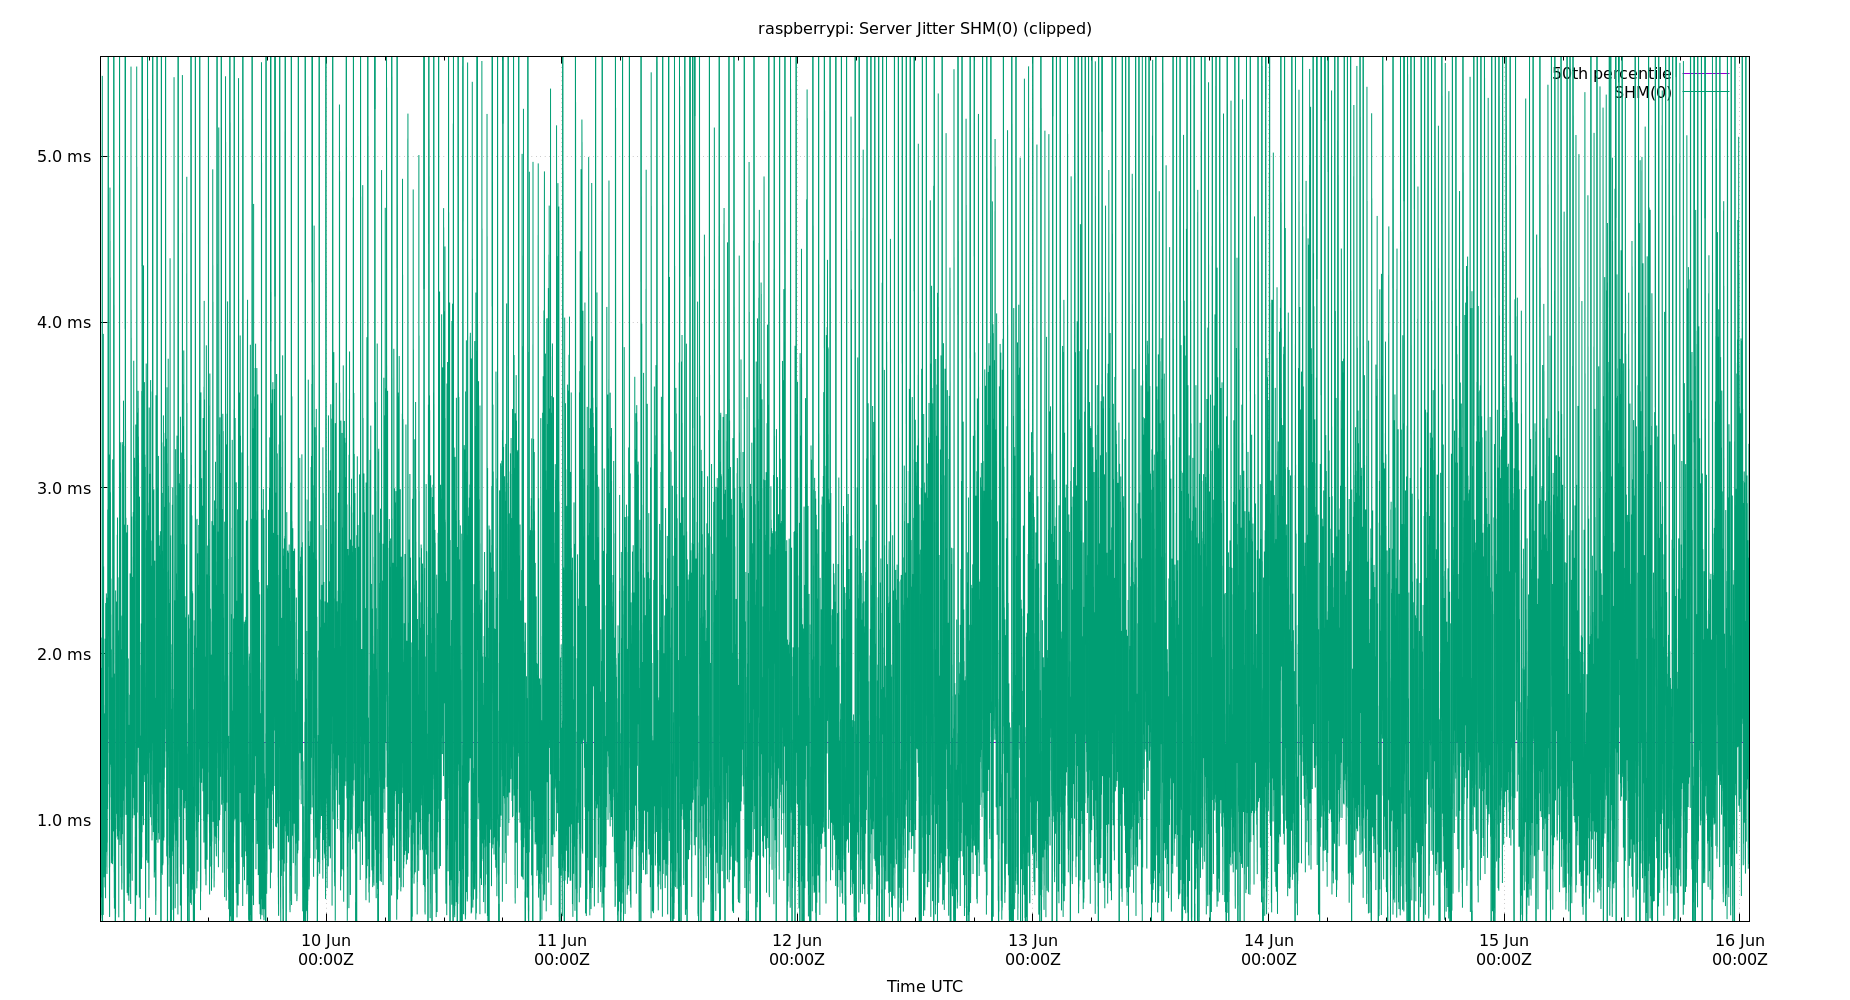 raspberrypi: Server Jitter SHM(0) (clipped)
50th percentile
SHM(0)
5.0 ms
4.0 ms
3.0 ms
2.0 ms
1.0 ms
10 Jun 11 Jun 12 Jun 13 Jun 14 Jun 15 Jun 16 Jun
00:00Z 00:00Z 00:00Z 00:00Z 00:00Z 00:00Z 00:00Z
Time UTC